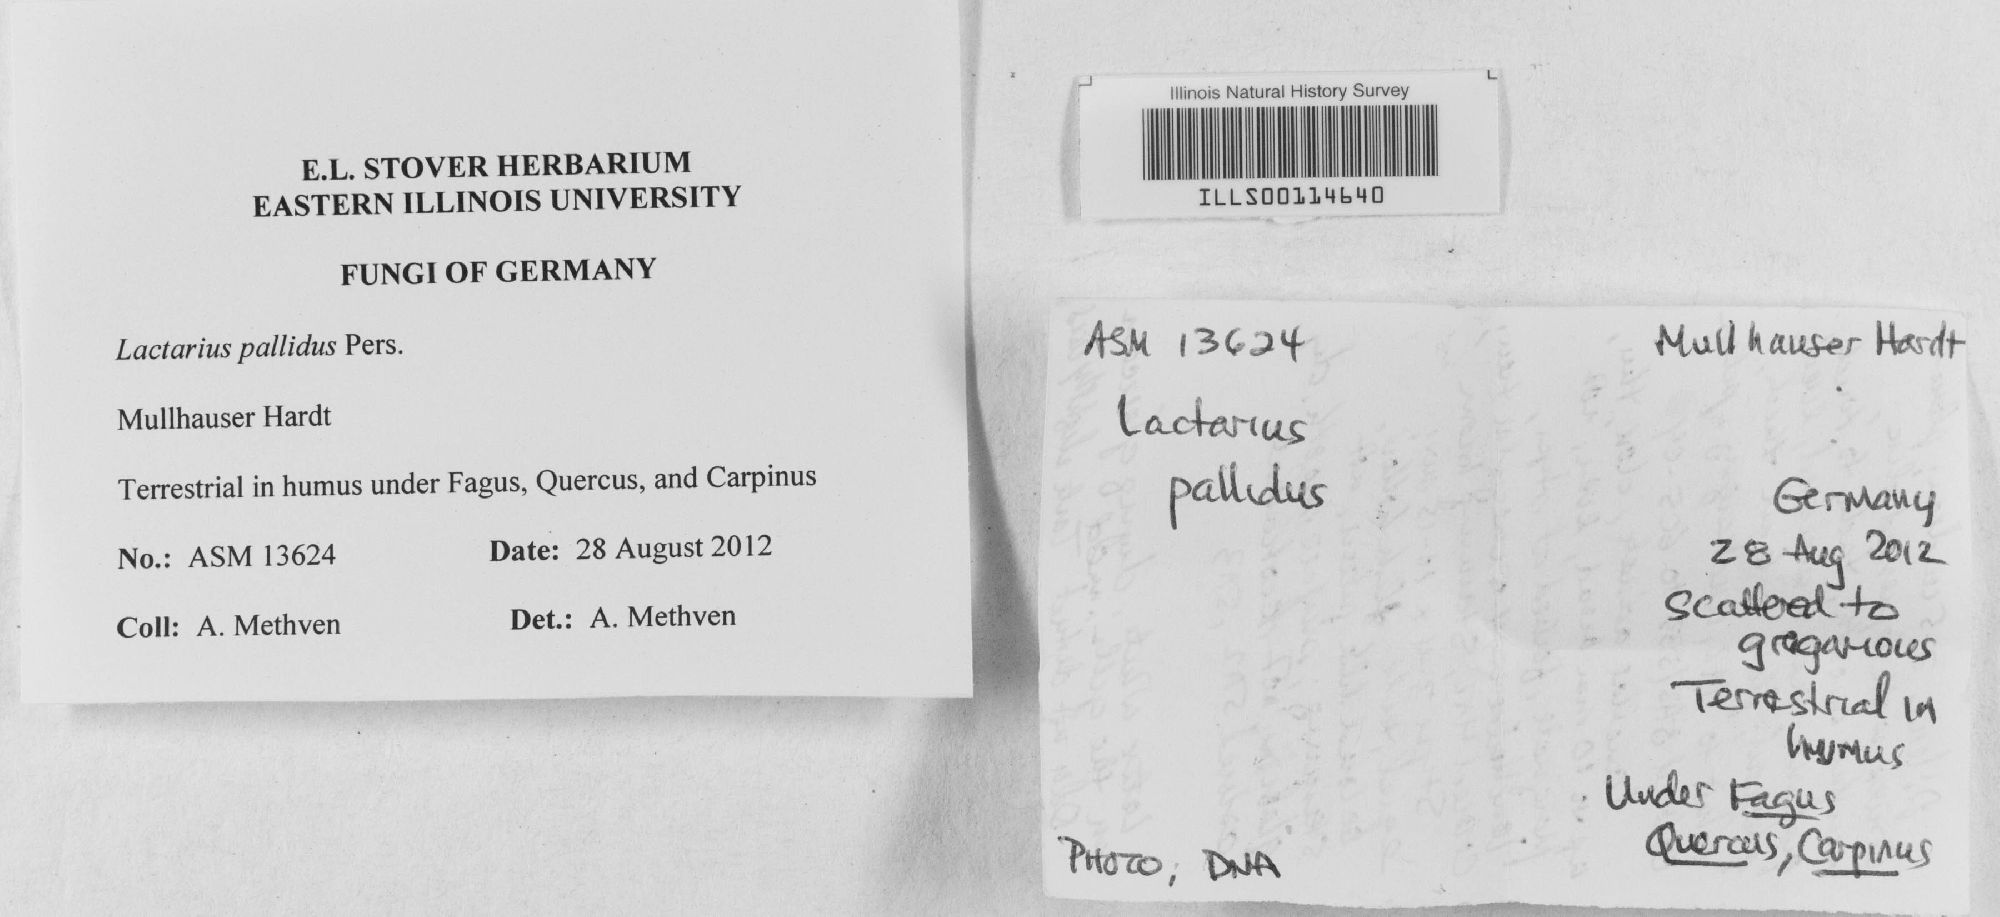 E.L. STOVER HERBARIUM
EASTERN ILLINOIS UNIVERSITY
FUNGI OF GERMANY
Lactarius pallidus Pers.
Mullhauser Hardt
Terrestrial in humus under Fagus, Quercus, and Carpinus
No.: ASM 13624 Date: 28 August 2012
Coll: A. Methven Det.: A. Methven
Illinois Natural History Survey
ILLS00114640
ASM 13624
Lactarius
pallidus
PHOTO, DNA
Mullhauser Hardt
Germany
28 Aug 2012
Scattered to
gregarious
Terrestrial in
humus
Under Fagus
Quercus, Carpinus